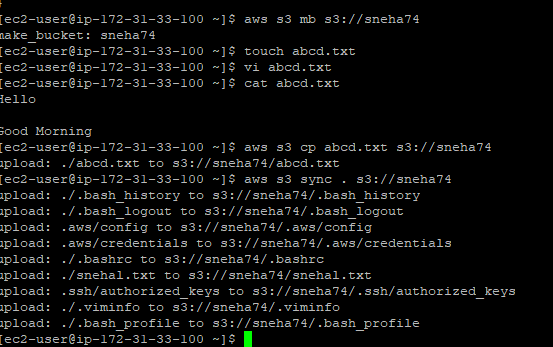 [ec2-user@ip-172-31-33-100 ~]$ aws s3 mb s3://sneha74
make_bucket: sneha74
[ec2-user@ip-172-31-33-100 ~]$ touch abcd.txt
[ec2-user@ip-172-31-33-100 ~]$ vi abcd.txt
[ec2-user@ip-172-31-33-100 ~]$ cat abcd.txt
Hello
Good Morning
[ec2-user@ip-172-31-33-100 ~]$ aws s3 cp abcd.txt s3://sneha74
upload: ./abcd.txt to s3://sneha74/abcd.txt
[ec2-user@ip-172-31-33-100 ~]$ aws s3 sync . s3://sneha74
upload: ./.bash_history to s3://sneha74/.bash_history
upload: ./.bash_logout to s3://sneha74/.bash_logout
upload: .aws/config to s3://sneha74/.aws/config
upload: .aws/credentials to s3://sneha74/.aws/credentials
upload: ./.bashrc to s3://sneha74/.bashrc
upload: ./snehal.txt to s3://sneha74/snehal.txt
upload: .ssh/authorized_keys to s3://sneha74/.ssh/authorized_keys
upload: ./.viminfo to s3://sneha74/.viminfo
upload: ./.bash_profile to s3://sneha74/.bash_profile
[ec2-user@ip-172-31-33-100 ~]$